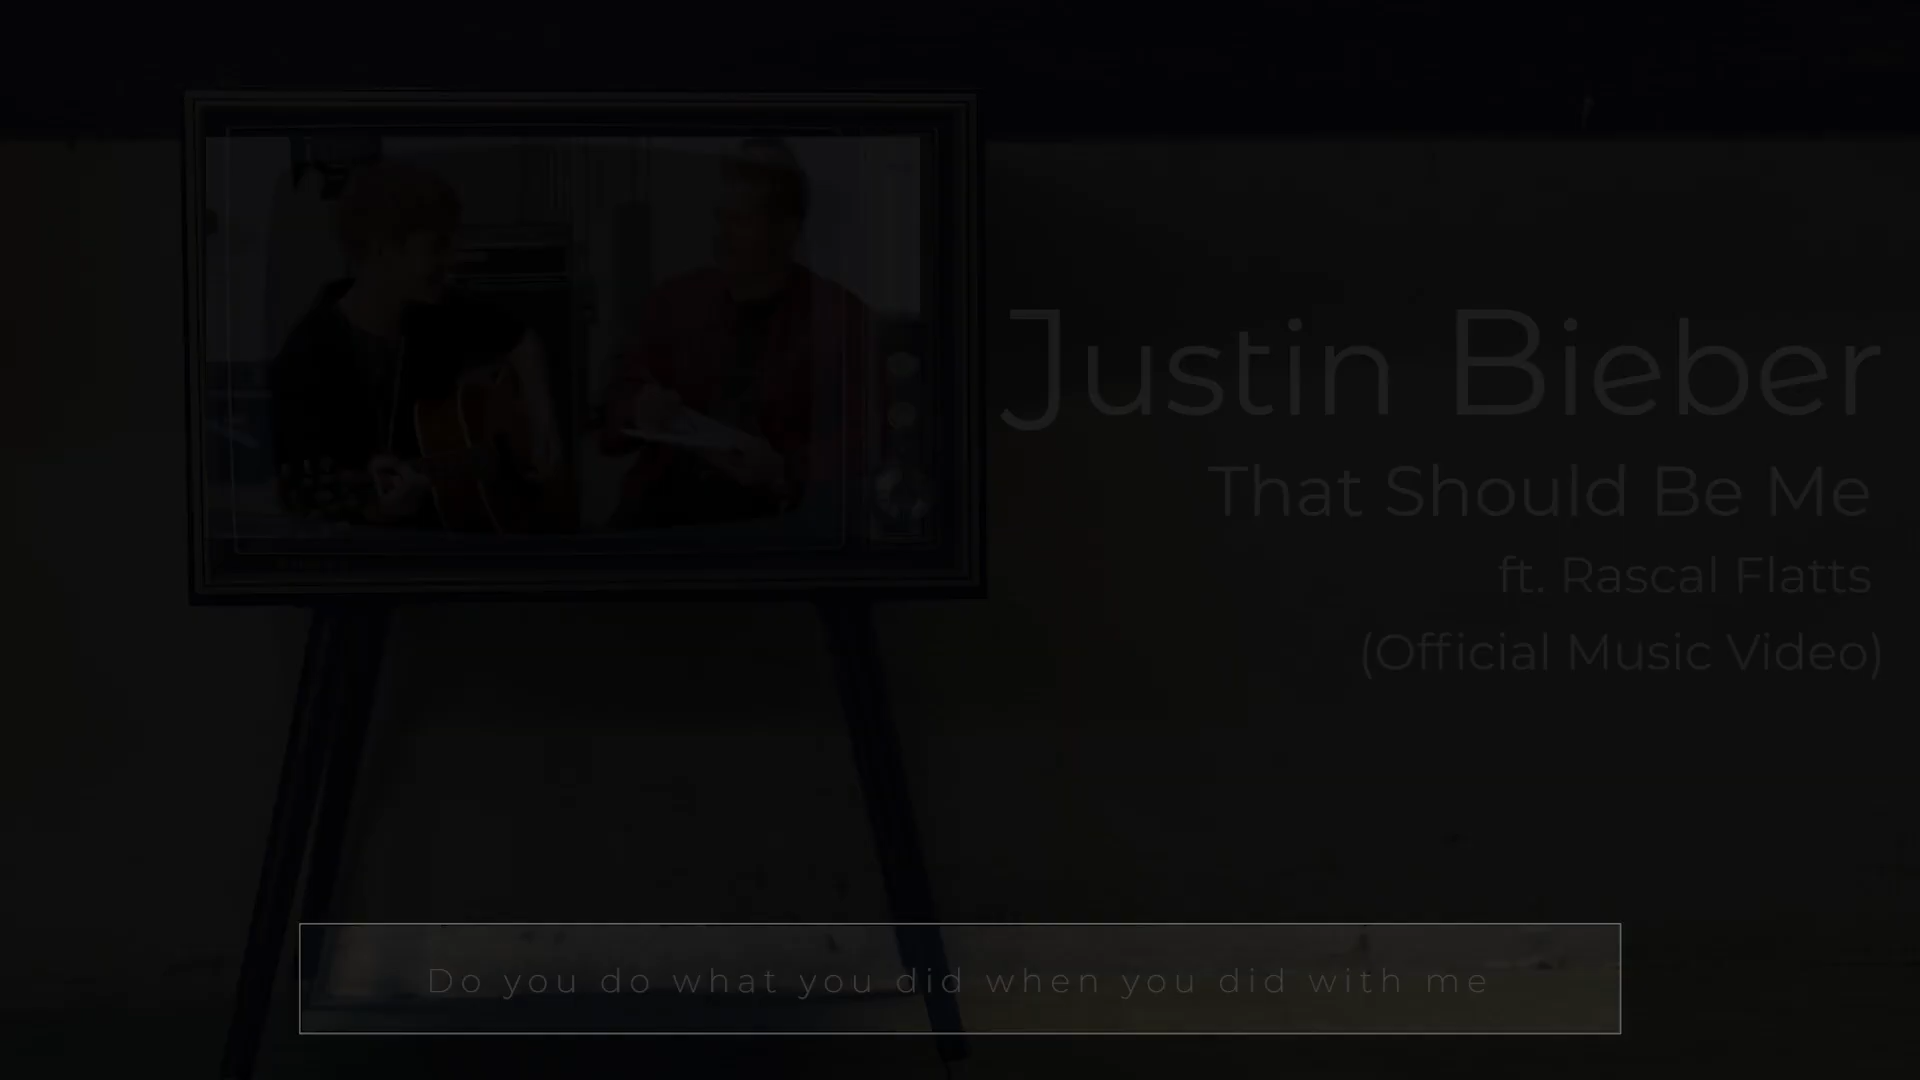 Justin Bieber
That Should Be Me
ft. Rascal Flatts
(Official Music Video)
Do you do what you did when you did with me